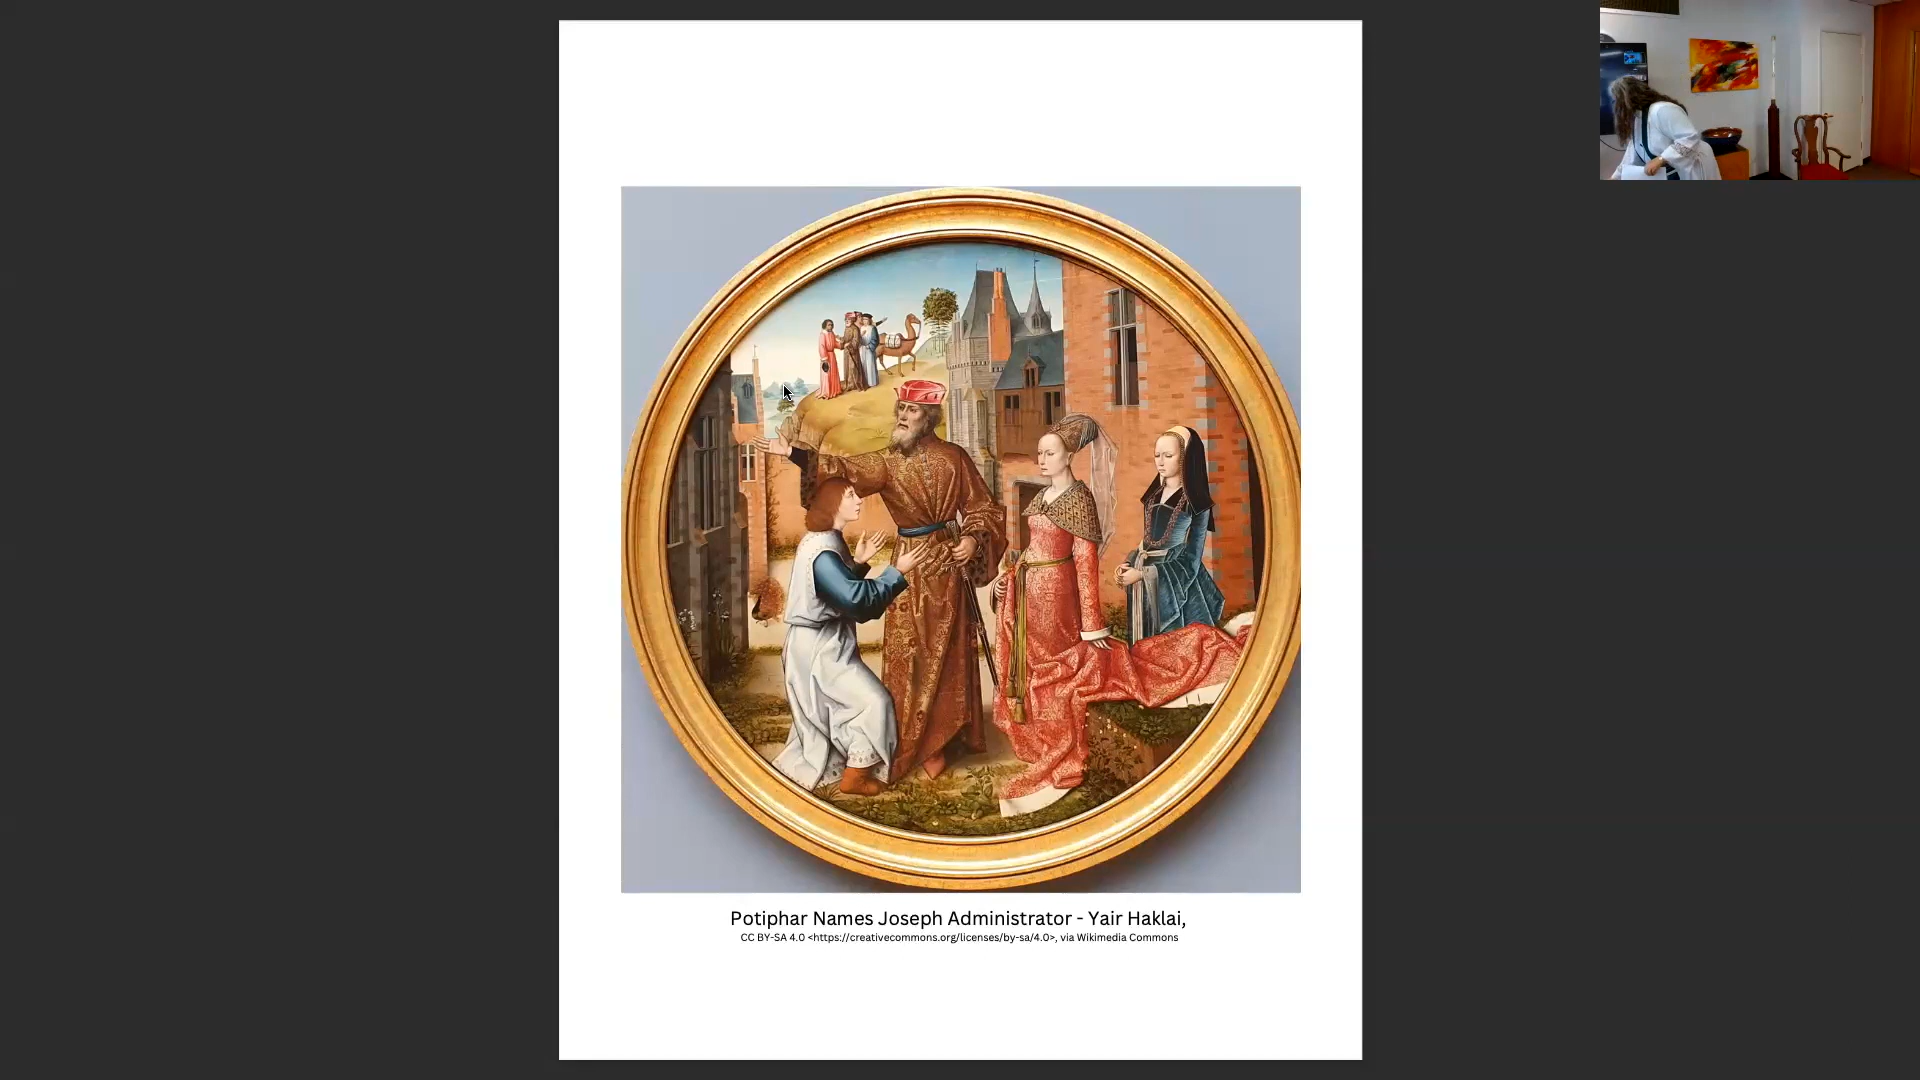 Potiphar Names Joseph Administrator - Yair Haklai,
CC BY-SA 4.0 <https://creativecommons.org/licenses/by-sa/4.0>, via Wikimedia Commons